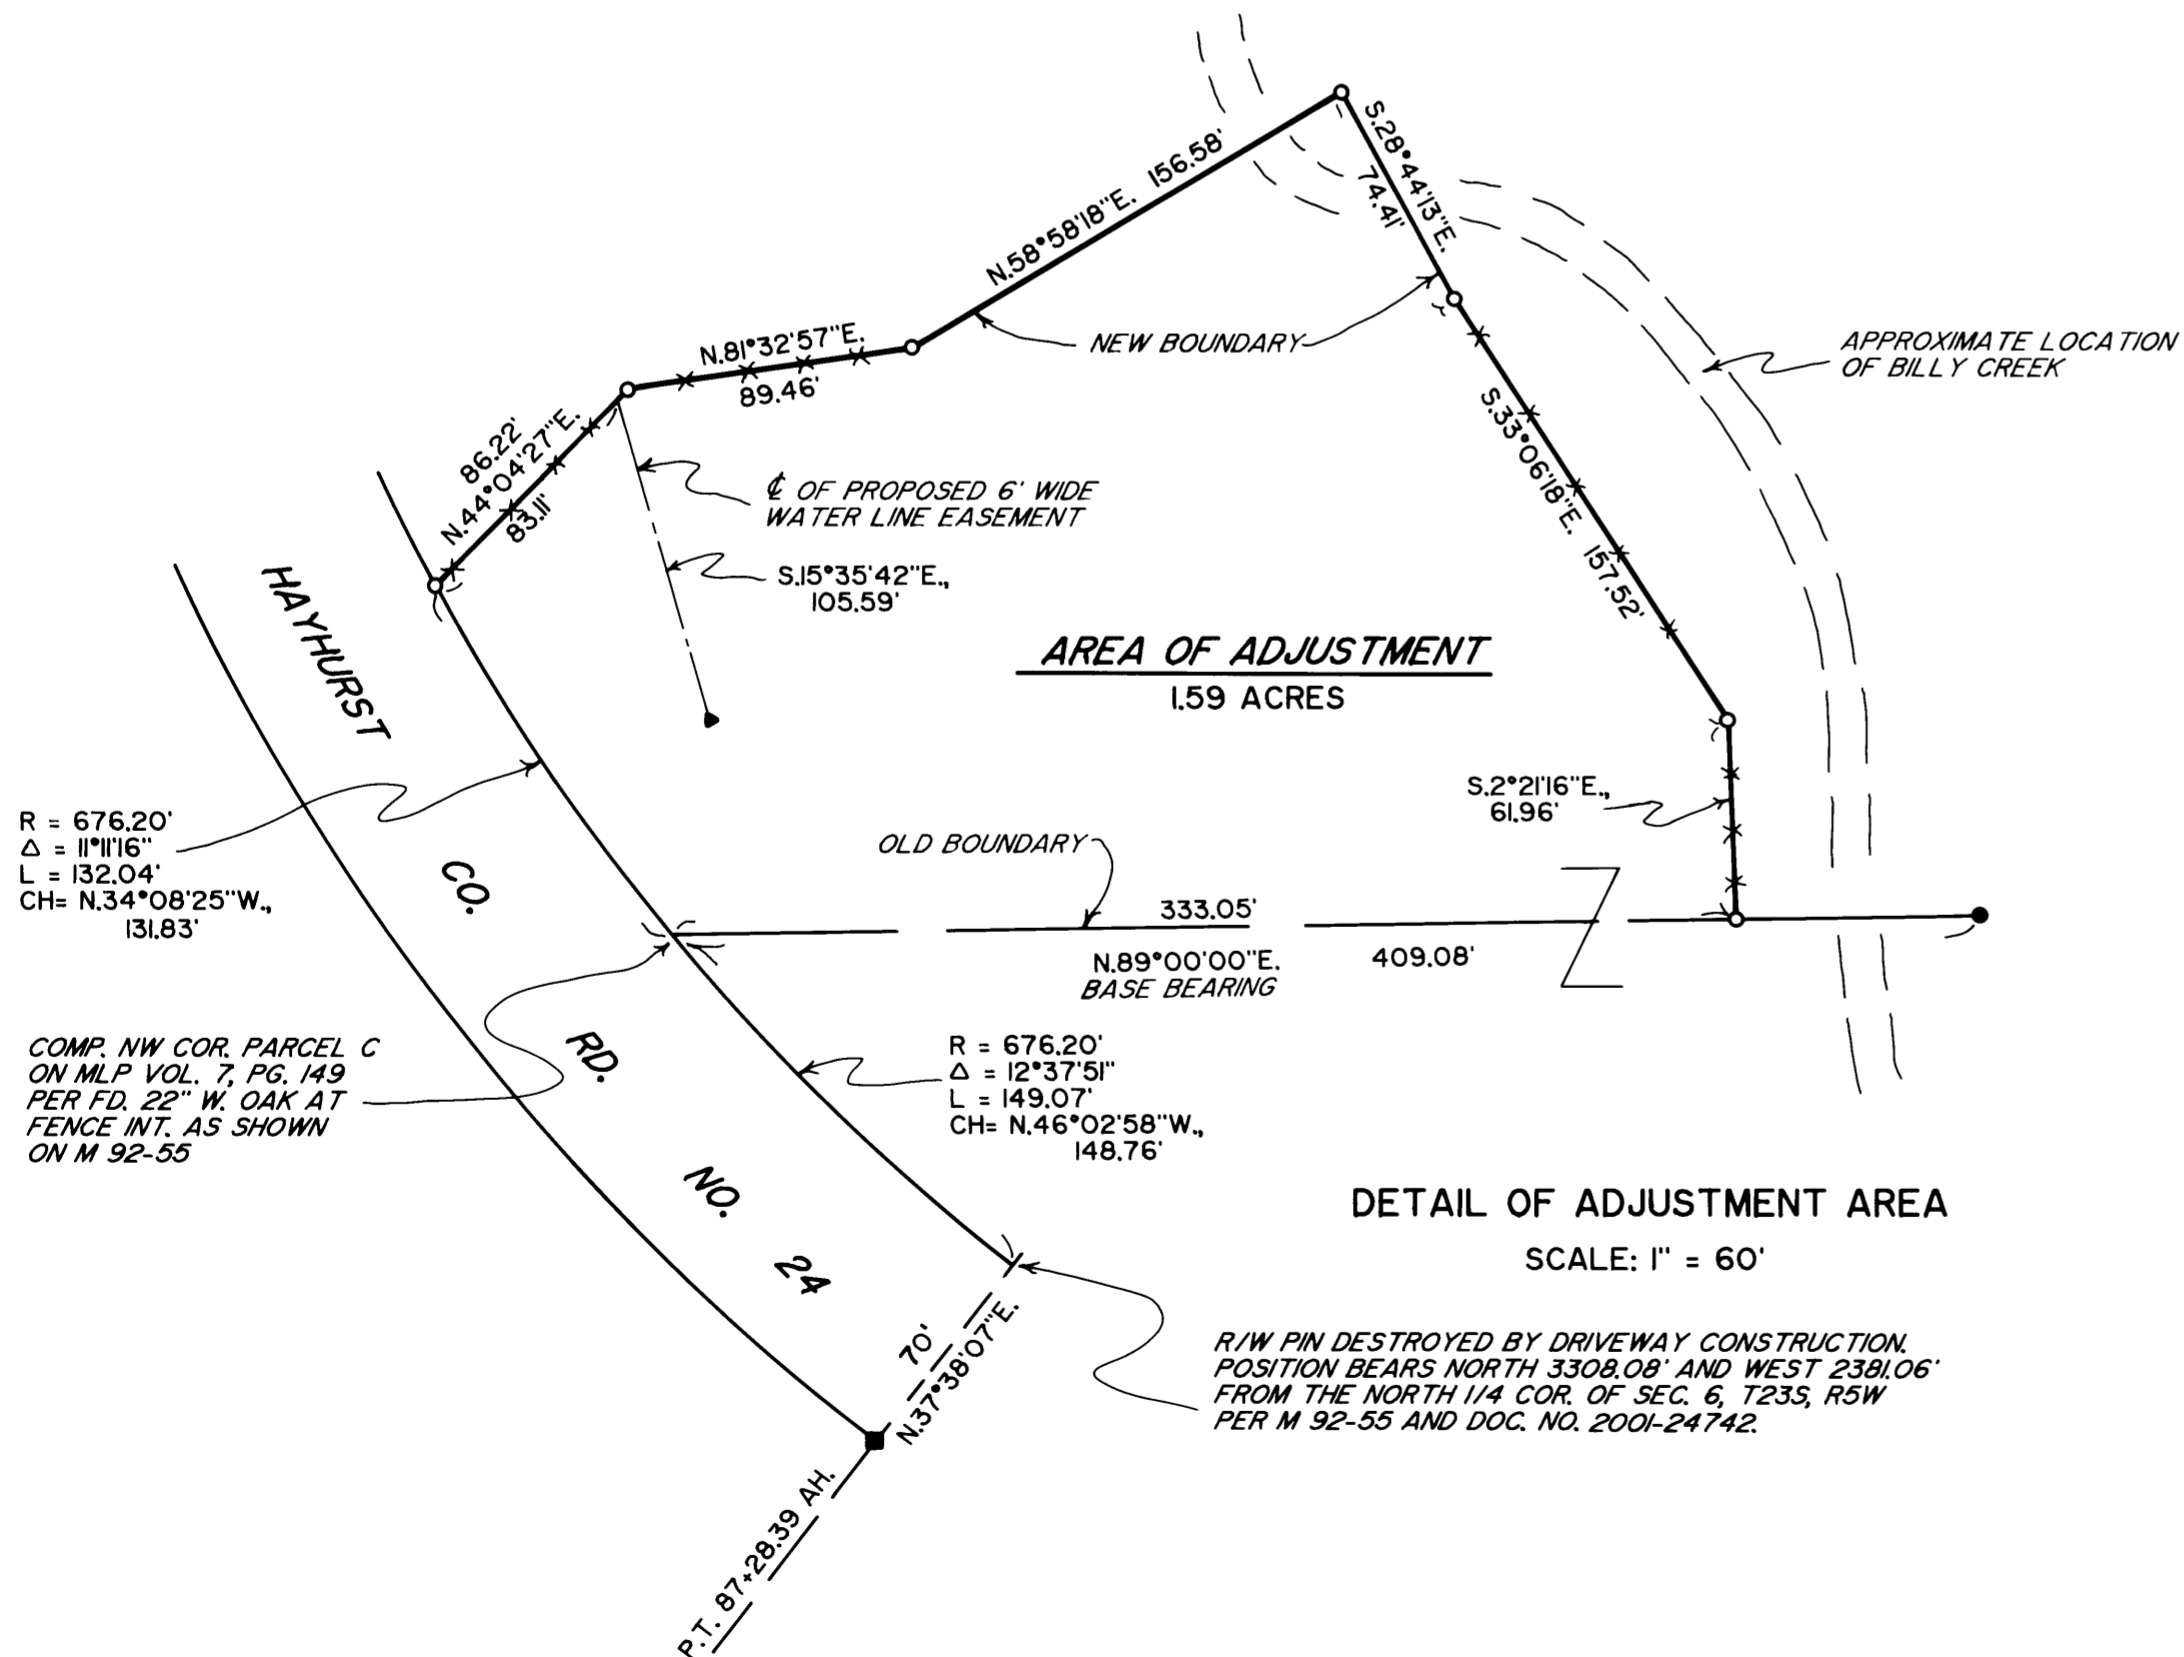 N.58°58'18"E. 156.58'
S.28°44'13"E.
74.41'
N.81°32'57"E.
89.46'
NEW BOUNDARY
APPROXIMATE LOCATION
OF BILLY CREEK
86.22'
N.44°04'27"E.
83.11'
℄ OF PROPOSED 6' WIDE
WATER LINE EASEMENT
S.15°35'42"E.,
105.59'
S.33°06'18"E. 157.52'
AREA OF ADJUSTMENT
1.59 ACRES
HAYHURST
CO.
RD.
NO.
24
R = 676.20'
Δ = 11°11'16"
L = 132.04'
CH= N.34°08'25"W.,
131.83'
S.2°21'16"E.,
61.96'
OLD BOUNDARY
333.05'
N.89°00'00"E.
BASE BEARING
409.08'
COMP. NW COR. PARCEL C
ON MLP VOL. 7, PG. 149
PER FD. 22" W. OAK AT
FENCE INT. AS SHOWN
ON M 92-55
R = 676.20'
Δ = 12°37'51"
L = 149.07'
CH= N.46°02'58"W.,
148.76'
DETAIL OF ADJUSTMENT AREA
SCALE: 1" = 60'
70'
N.37°38'07"E.
R/W PIN DESTROYED BY DRIVEWAY CONSTRUCTION.
POSITION BEARS NORTH 3308.08' AND WEST 2381.06'
FROM THE NORTH 1/4 COR. OF SEC. 6, T23S, R5W
PER M 92-55 AND DOC. NO. 2001-24742.
P.T. 87+28.39 AH.